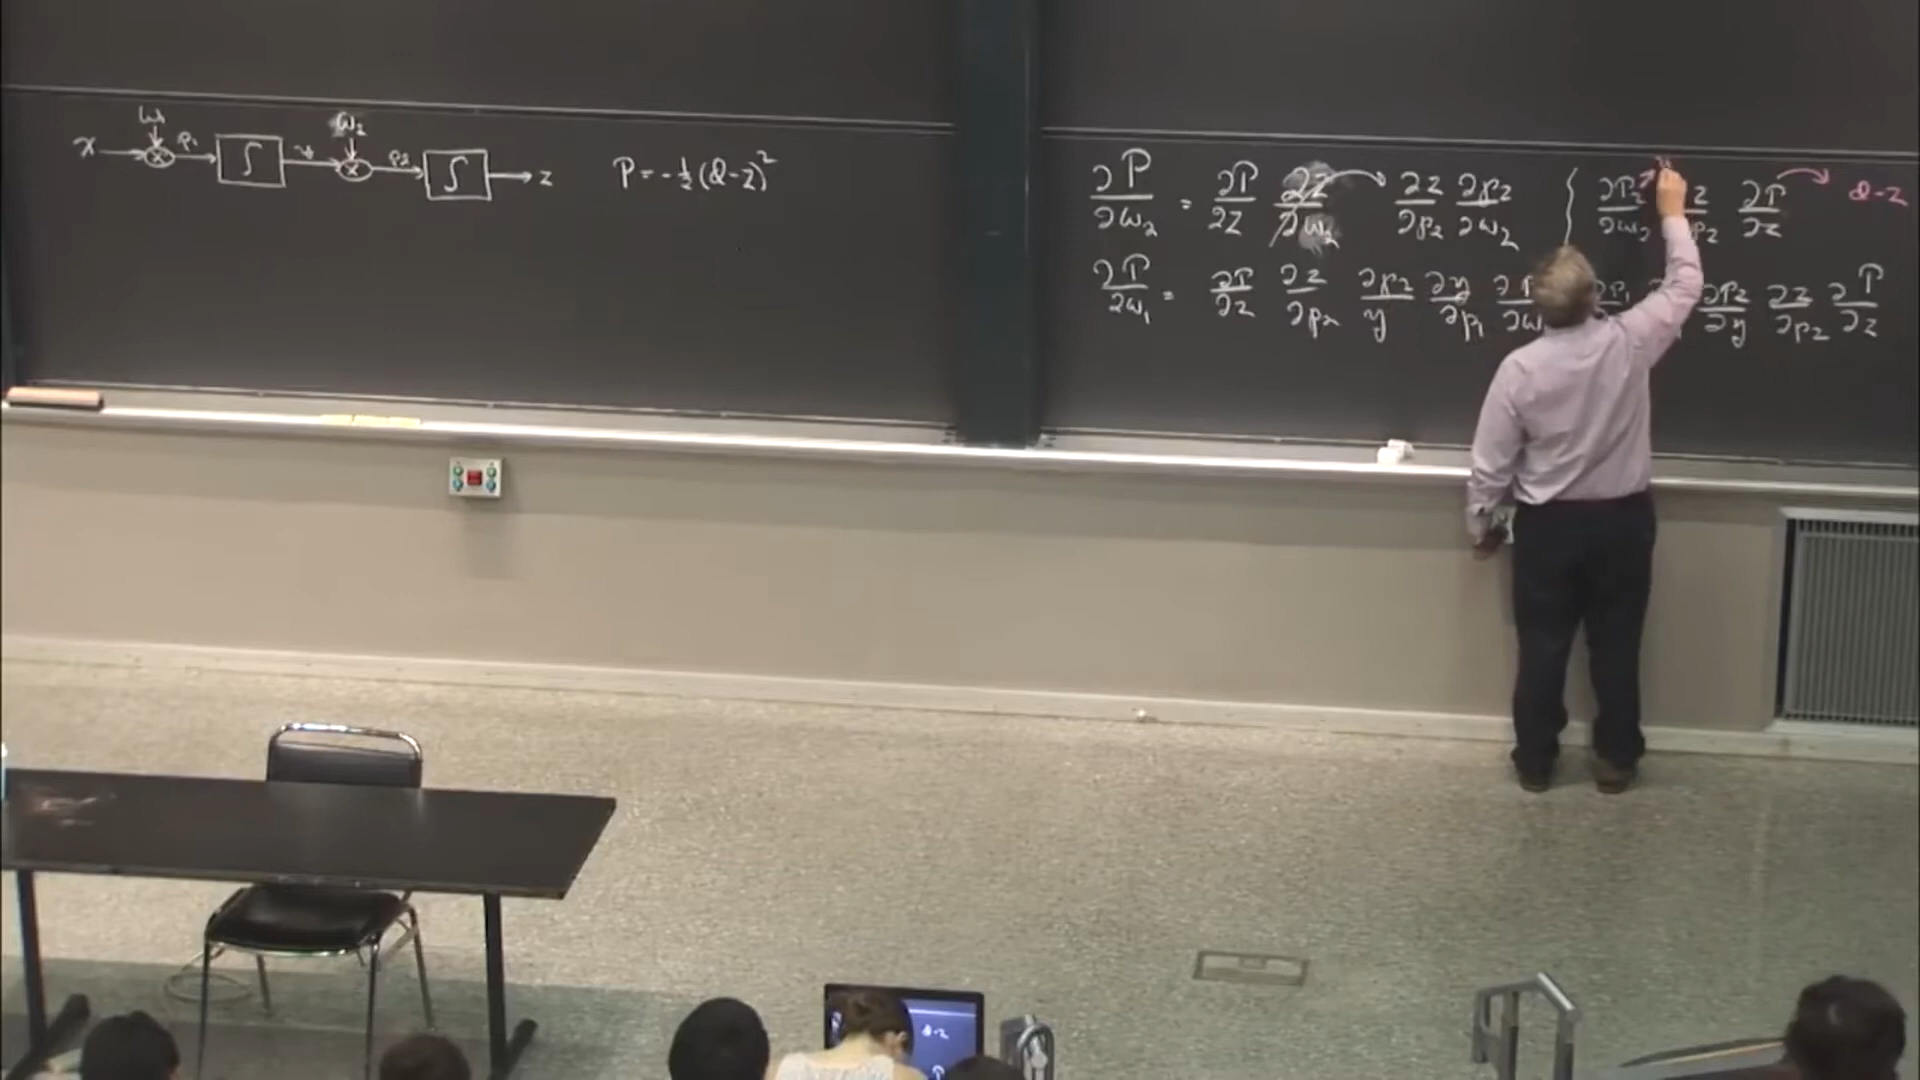 w₁ w₂
x → ⊗ p₁ → ∫ → y ⊗ p₂ → ∫ → z
P = -½(d-z)²
∂P/∂w₂ = ∂P/∂z ∂z/∂w₂ ∂z/∂p₂ ∂p₂/∂w₂ ∂P₂/∂w₂ ∂P/∂z d-z
∂P/∂w₁ = ∂P/∂z ∂z/∂p₂ ∂p₂/y ∂y/∂p₁ ∂P₂/∂y ∂z/∂p₂ ∂P/∂z
d-z